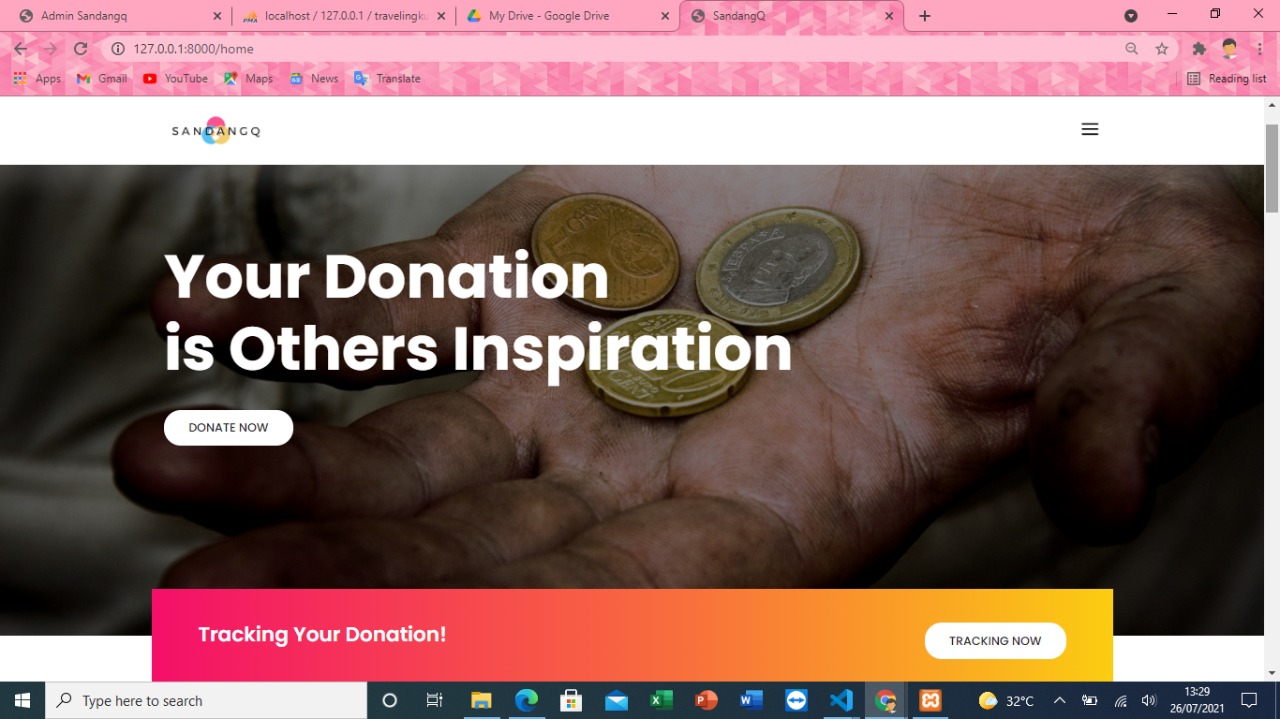 Admin Sandangq
localhost / 127.0.0.1 / travelingku
My Drive - Google Drive
SandangQ
127.0.0.1:8000/home
Apps
Gmail
YouTube
Maps
News
Translate
Reading list
SANDANGQ
Your Donation
is Others Inspiration
DONATE NOW
Tracking Your Donation!
TRACKING NOW
Type here to search
32°C
13:29
26/07/2021